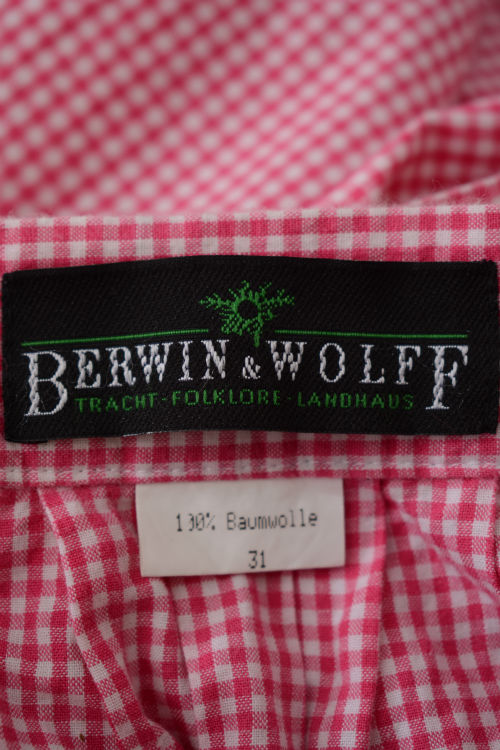 BERWIN & WOLFF
TRACHT-FOLKLORE-LANDHAUS
100% Baumwolle
31